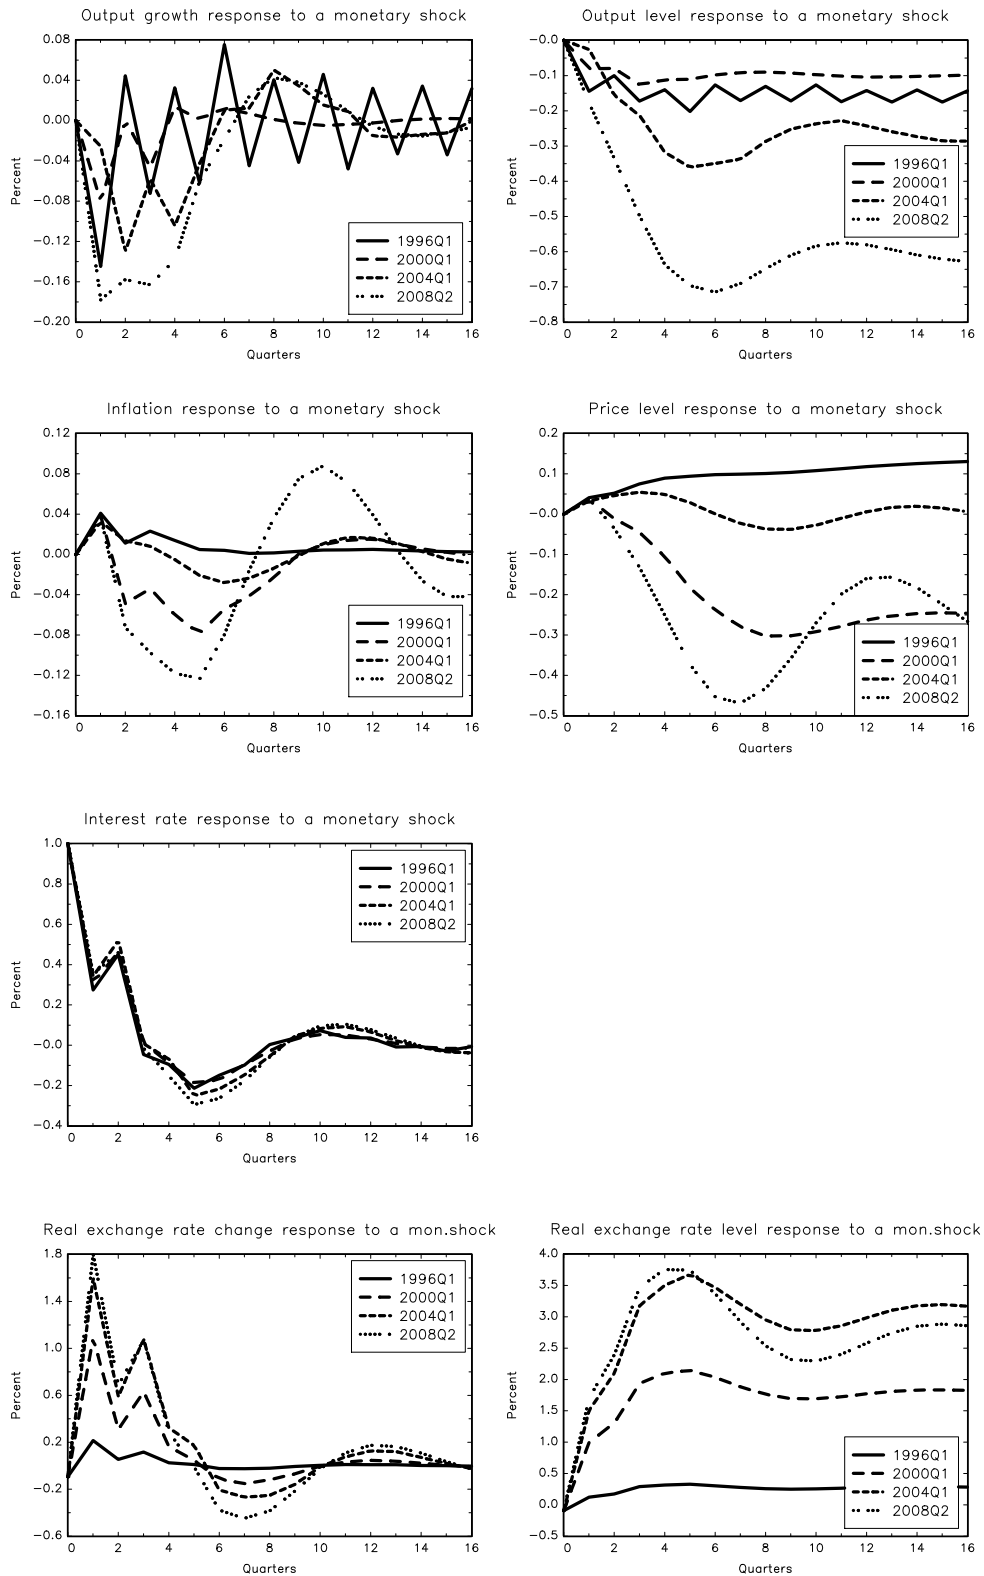 Output growth response to a monetary shock
0.08
0.04
0.00
−0.04
−0.08
−0.12
−0.16
−0.20
Percent
0 2 4 6 8 10 12 14 16
Quarters
1996Q1
2000Q1
2004Q1
2008Q2
Output level response to a monetary shock
−0.0
−0.1
−0.2
−0.3
−0.4
−0.5
−0.6
−0.7
−0.8
Percent
0 2 4 6 8 10 12 14 16
Quarters
1996Q1
2000Q1
2004Q1
2008Q2
Inflation response to a monetary shock
0.12
0.08
0.04
0.00
−0.04
−0.08
−0.12
−0.16
Percent
0 2 4 6 8 10 12 14 16
Quarters
1996Q1
2000Q1
2004Q1
2008Q2
Price level response to a monetary shock
0.2
0.1
−0.0
−0.1
−0.2
−0.3
−0.4
−0.5
Percent
0 2 4 6 8 10 12 14 16
Quarters
1996Q1
2000Q1
2004Q1
2008Q2
Interest rate response to a monetary shock
1.0
0.8
0.6
0.4
0.2
−0.0
−0.2
−0.4
Percent
0 2 4 6 8 10 12 14 16
Quarters
1996Q1
2000Q1
2004Q1
2008Q2
Real exchange rate change response to a mon.shock
1.8
1.4
1.0
0.6
0.2
−0.2
−0.6
Percent
0 2 4 6 8 10 12 14 16
Quarters
1996Q1
2000Q1
2004Q1
2008Q2
Real exchange rate level response to a mon.shock
4.0
3.5
3.0
2.5
2.0
1.5
1.0
0.5
0.0
−0.5
Percent
0 2 4 6 8 10 12 14 16
Quarters
1996Q1
2000Q1
2004Q1
2008Q2